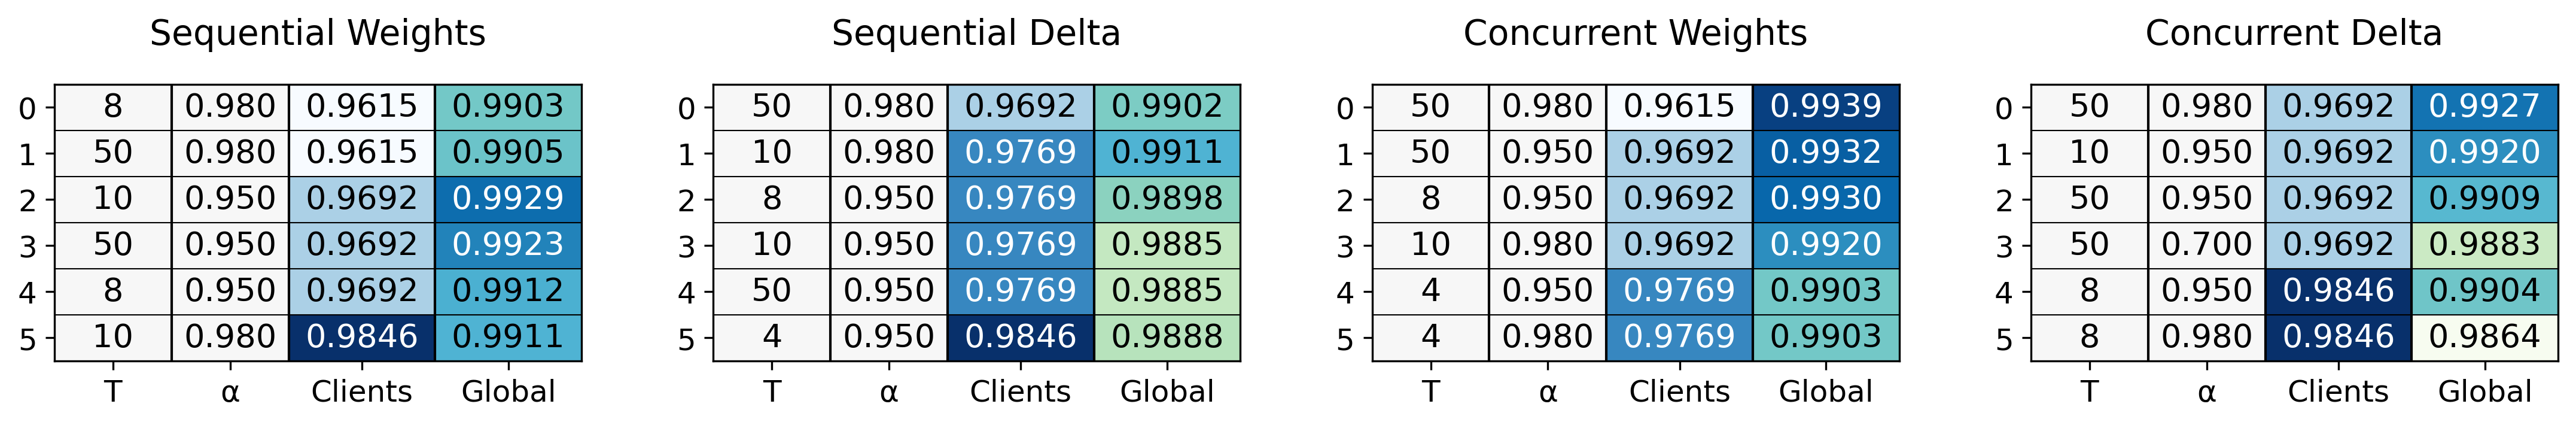 Sequential Weights
0 8 0.980 0.9615 0.9903
1 50 0.980 0.9615 0.9905
2 10 0.950 0.9692 0.9929
3 50 0.950 0.9692 0.9923
4 8 0.950 0.9692 0.9912
5 10 0.980 0.9846 0.9911
T α Clients Global
Sequential Delta
0 50 0.980 0.9692 0.9902
1 10 0.980 0.9769 0.9911
2 8 0.950 0.9769 0.9898
3 10 0.950 0.9769 0.9885
4 50 0.950 0.9769 0.9885
5 4 0.950 0.9846 0.9888
T α Clients Global
Concurrent Weights
0 50 0.980 0.9615 0.9939
1 50 0.950 0.9692 0.9932
2 8 0.950 0.9692 0.9930
3 10 0.980 0.9692 0.9920
4 4 0.950 0.9769 0.9903
5 4 0.980 0.9769 0.9903
T α Clients Global
Concurrent Delta
0 50 0.980 0.9692 0.9927
1 10 0.950 0.9692 0.9920
2 50 0.950 0.9692 0.9909
3 50 0.700 0.9692 0.9883
4 8 0.950 0.9846 0.9904
5 8 0.980 0.9846 0.9864
T α Clients Global